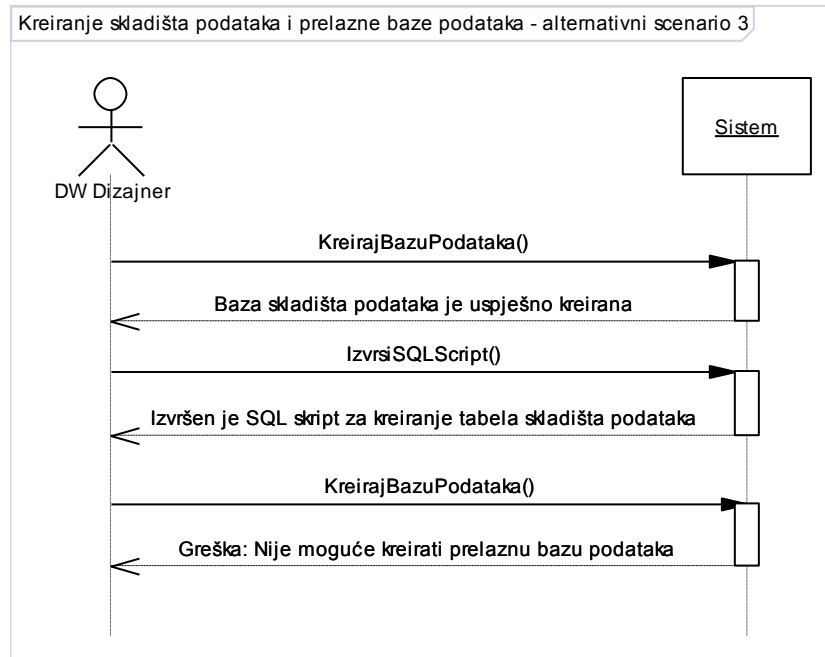 Kreiranje skladišta podataka i prelazne baze podataka - alternativni scenario 3
Sistem
DW Dizajner
KreirajBazuPodataka()
Baza skladišta podataka je uspješno kreirana
IzvrsiSQLScript()
Izvršen je SQL skript za kreiranje tabela skladišta podataka
KreirajBazuPodataka()
Greška: Nije moguće kreirati prelaznu bazu podataka